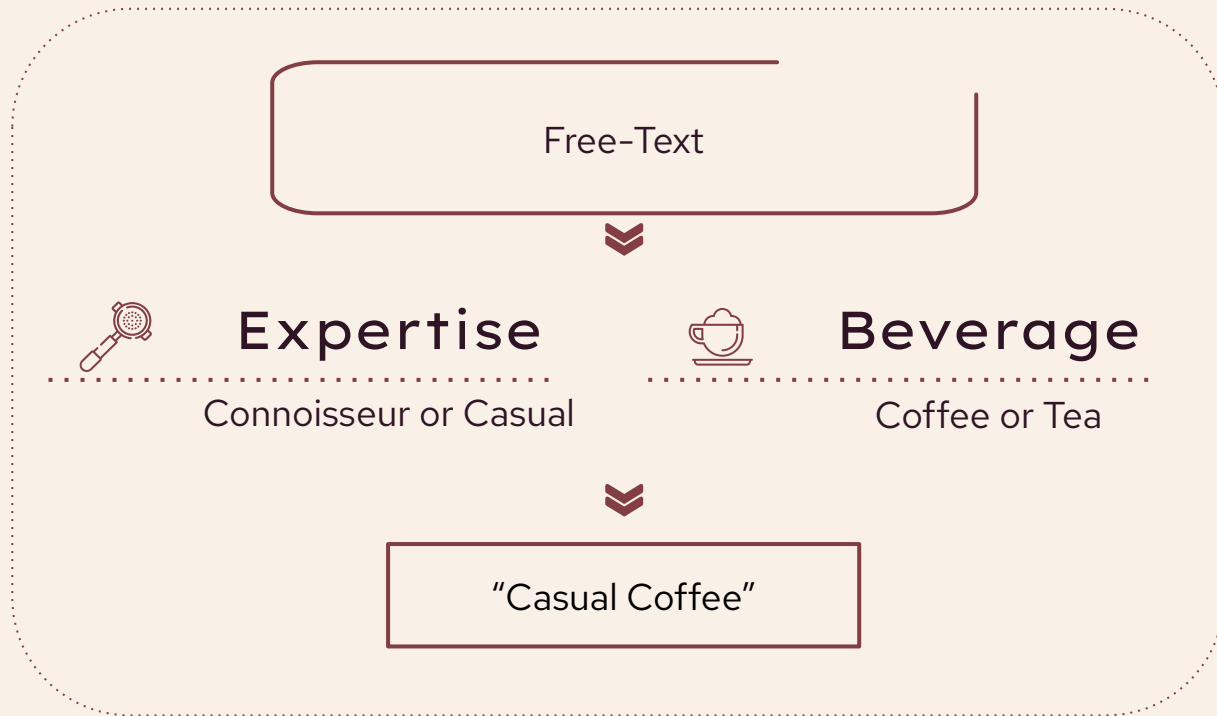 Free-Text
Expertise
Connoisseur or Casual
Beverage
Coffee or Tea
“Casual Coffee”